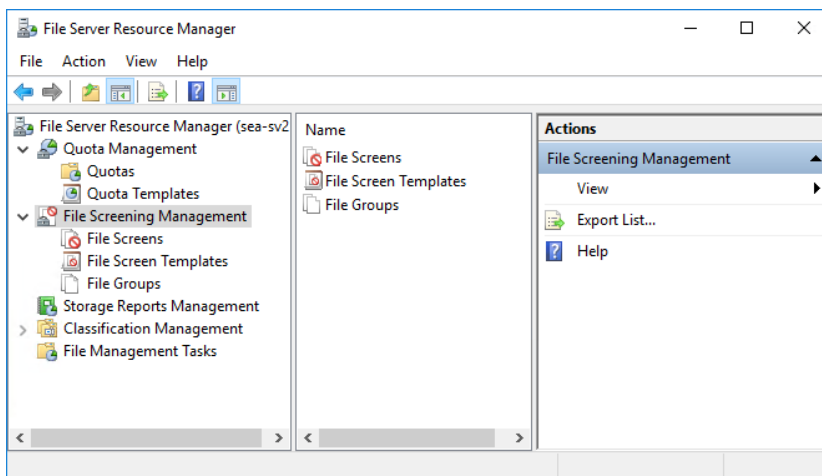 File Server Resource Manager
File Action View Help
File Server Resource Manager (sea-sv2
Quota Management
Quotas
Quota Templates
File Screening Management
File Screens
File Screen Templates
File Groups
Storage Reports Management
Classification Management
File Management Tasks
Name
File Screens
File Screen Templates
File Groups
Actions
File Screening Management
View
Export List...
Help